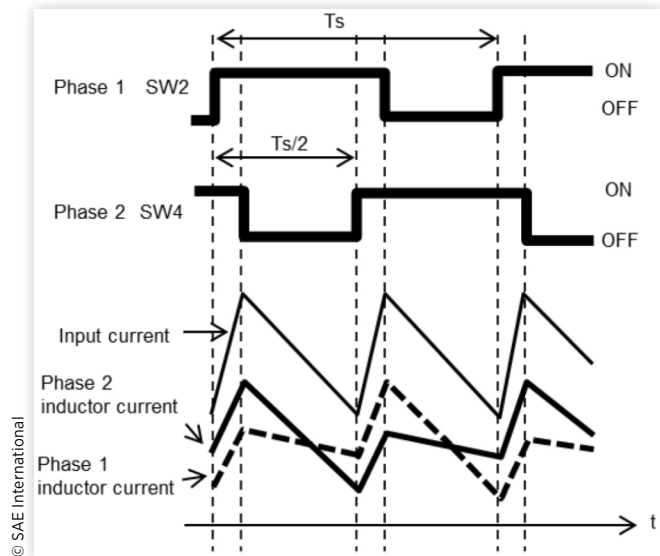 Ts
Phase 1 SW2
ON
OFF
Ts/2
Phase 2 SW4
ON
OFF
Input current
Phase 2
inductor current
Phase 1
inductor current
t
© SAE International